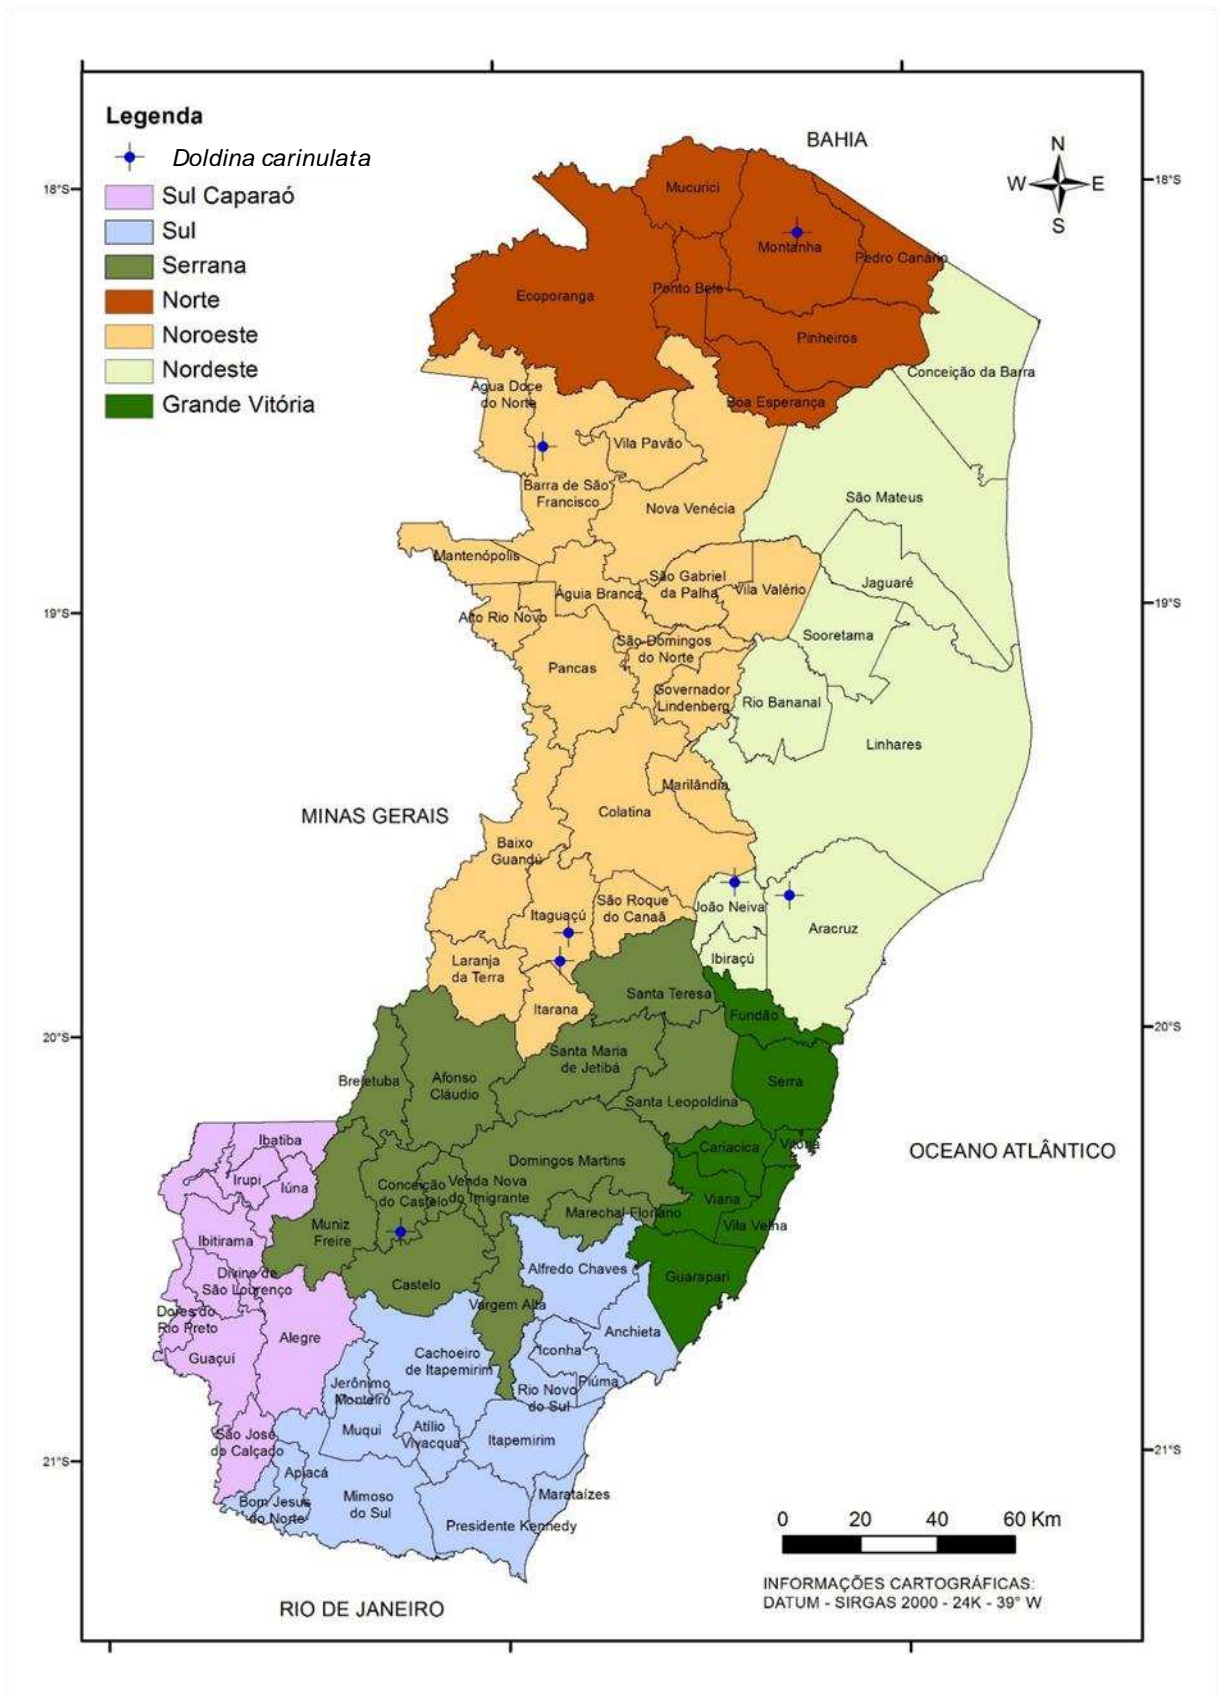 Legenda
Doldina carinulata
Sul Caparaó
Sul
Serrana
Norte
Noroeste
Nordeste
Grande Vitória
BAHIA
N
W
E
S
18°S
18°S
Mucurici
Montanha
Pedro Canário
Ecoporanga
Ponto Belo
Pinheiros
Conceição da Barra
Água Doce
do Norte
Boa Esperança
Vila Pavão
Barra de São
Francisco
São Mateus
Nova Venécia
Mantenópolis
São Gabriel
da Palha
Vila Valério
Jaguaré
Águia Branca
19°S
19°S
Alto Rio Novo
São Domingos
do Norte
Sooretama
Pancas
Governador
Lindenberg
Rio Bananal
Linhares
Marilândia
MINAS GERAIS
Colatina
Baixo
Guandú
Itaguaçú
São Roque
do Canaã
João Neiva
Aracruz
Laranja
da Terra
Ibiraçú
Itarana
Santa Teresa
Fundão
20°S
20°S
Santa Maria
de Jetibá
Brejetuba
Afonso
Cláudio
Serra
Santa Leopoldina
Ibatiba
Cariacica
Vitória
OCEANO ATLÂNTICO
Irupi
Iúna
Domingos Martins
Conceição
do Castelo
Venda Nova
do Imigrante
Viana
Ibitirama
Muniz
Freire
Marechal Floriano
Vila Velha
Divino de
São Lourenço
Castelo
Alfredo Chaves
Guarapari
Dores do
Rio Preto
Vargem Alta
Alegre
Anchieta
Guaçuí
Cachoeiro
de Itapemirim
Iconha
Jerônimo
Monteiro
Rio Novo
do Sul
Piúma
São José
do Calçado
Muqui
Atílio
Vivacqua
Itapemirim
21°S
21°S
Apiacá
Bom Jesus
do Norte
Mimoso
do Sul
Marataízes
Presidente Kennedy
0 20 40 60 Km
INFORMAÇÕES CARTOGRÁFICAS:
DATUM - SIRGAS 2000 - 24K - 39° W
RIO DE JANEIRO